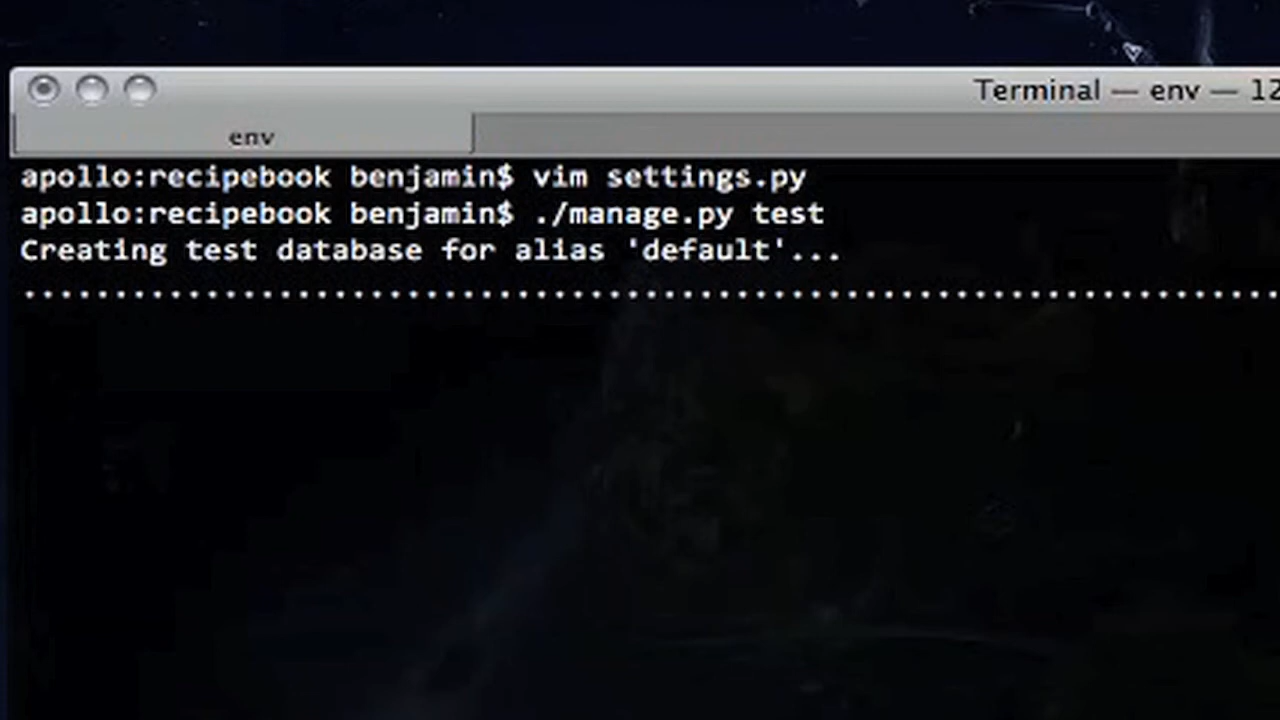 Terminal — env — 12
env
apollo:recipebook benjamin$ vim settings.py
apollo:recipebook benjamin$ ./manage.py test
Creating test database for alias 'default'...
.....................................................................